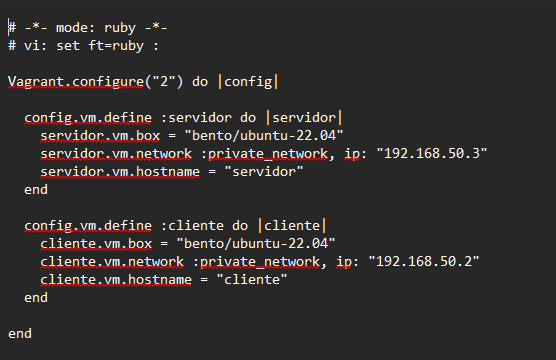 # -*- mode: ruby -*-
# vi: set ft=ruby :
Vagrant.configure("2") do |config|
config.vm.define :servidor do |servidor|
servidor.vm.box = "bento/ubuntu-22.04"
servidor.vm.network :private_network, ip: "192.168.50.3"
servidor.vm.hostname = "servidor"
end
config.vm.define :cliente do |cliente|
cliente.vm.box = "bento/ubuntu-22.04"
cliente.vm.network :private_network, ip: "192.168.50.2"
cliente.vm.hostname = "cliente"
end
end